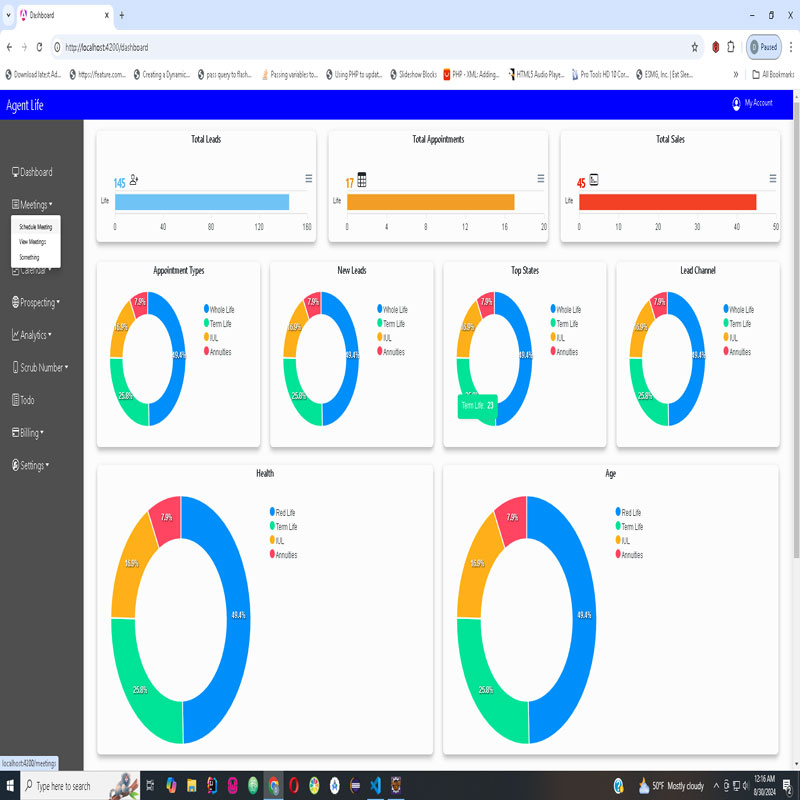 Dashboard
http://localhost:4200/dashboard
Paused
Download latest Ad...
https://feature.com...
Creating a Dynamic...
pass query to flash...
Passing variables to...
Using PHP to updat...
Slideshow Blocks
PHP - XML: Adding...
HTML5 Audio Playe...
Pro Tools HD 10 Cor...
ESMG, Inc. | Eat Slee...
All Bookmarks
Agent Life
My Account
Dashboard
Meetings
Schedule Meeting
View Meetings
Something
Calendar
Prospecting
Analytics
Scrub Number
Todo
Billing
Settings
Total Leads
145
Life
0 40 80 120 160
Total Appointments
17
Life
0 4 8 12 16 20
Total Sales
45
Life
0 10 20 30 40 50
Appointment Types
7.9%
16.9%
49.4%
25.8%
Whole Life
Term Life
IUL
Annuities
New Leads
7.9%
16.9%
49.4%
25.8%
Whole Life
Term Life
IUL
Annuities
Top States
7.9%
16.9%
49.4%
25.8%
Term Life 23
Whole Life
Term Life
IUL
Annuities
Lead Channel
7.9%
16.9%
49.4%
25.8%
Whole Life
Term Life
IUL
Annuities
Health
7.9%
16.9%
49.4%
25.8%
Red Life
Term Life
IUL
Annuities
Age
7.9%
16.9%
49.4%
25.8%
Red Life
Term Life
IUL
Annuities
localhost:4200/meetings
Type here to search
50°F Mostly cloudy
12:16 AM
8/30/2024